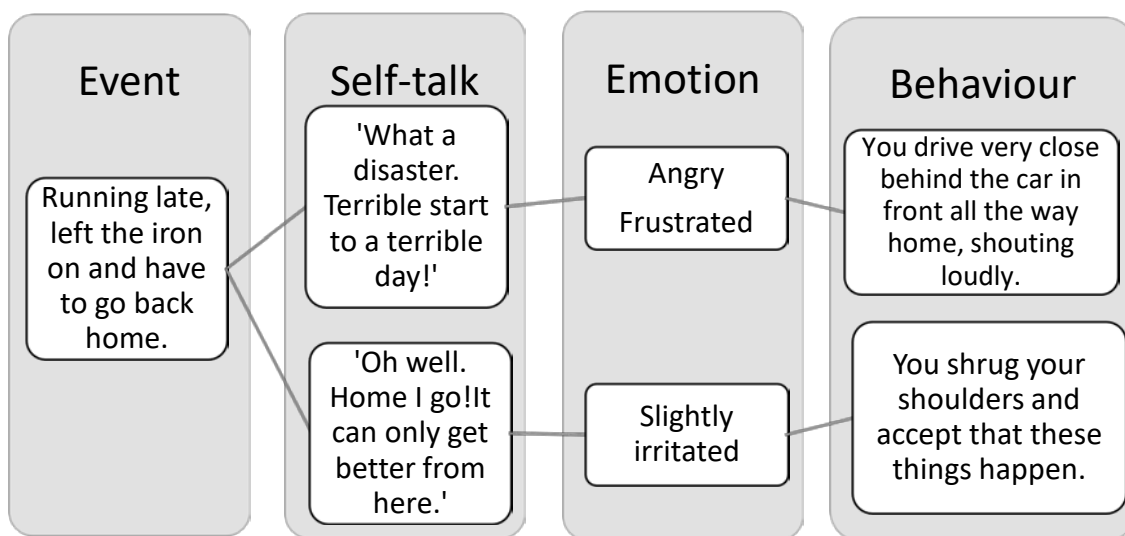 Event
Running late,
left the iron
on and have
to go back
home.
Self-talk
'What a
disaster.
Terrible start
to a terrible
day!'
'Oh well.
Home I go!It
can only get
better from
here.'
Emotion
Angry
Frustrated
Slightly
irritated
Behaviour
You drive very close
behind the car in
front all the way
home, shouting
loudly.
You shrug your
shoulders and
accept that these
things happen.